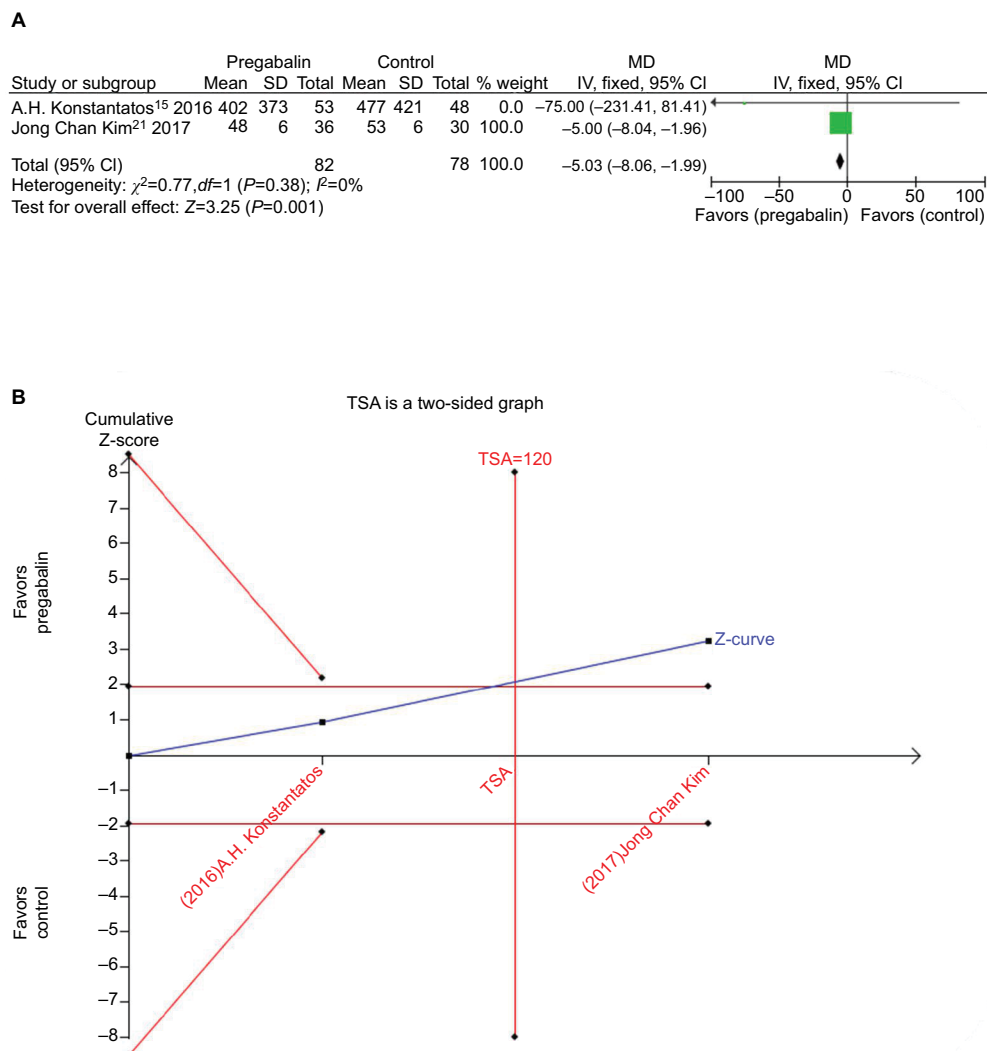 A
Pregabalin Control MD MD
Study or subgroup Mean SD Total Mean SD Total % weight IV, fixed, 95% CI IV, fixed, 95% CI
A.H. Konstantatos¹⁵ 2016 402 373 53 477 421 48 0.0 −75.00 (−231.41, 81.41)
Jong Chan Kim²¹ 2017 48 6 36 53 6 30 100.0 −5.00 (−8.04, −1.96)
Total (95% CI) 82 78 100.0 −5.03 (−8.06, −1.99)
Heterogeneity: χ²=0.77,df=1 (P=0.38); I²=0%
Test for overall effect: Z=3.25 (P=0.001)
−100 −50 0 50 100
Favors (pregabalin) Favors (control)
B
TSA is a two-sided graph
Cumulative
Z-score
TSA=120
8
7
6
5
4
3
2
1
−1
−2
−3
−4
−5
−6
−7
−8
Favors
pregabalin
Favors
control
Z-curve
(2016)A.H. Konstantatos
TSA
(2017)Jong Chan Kim